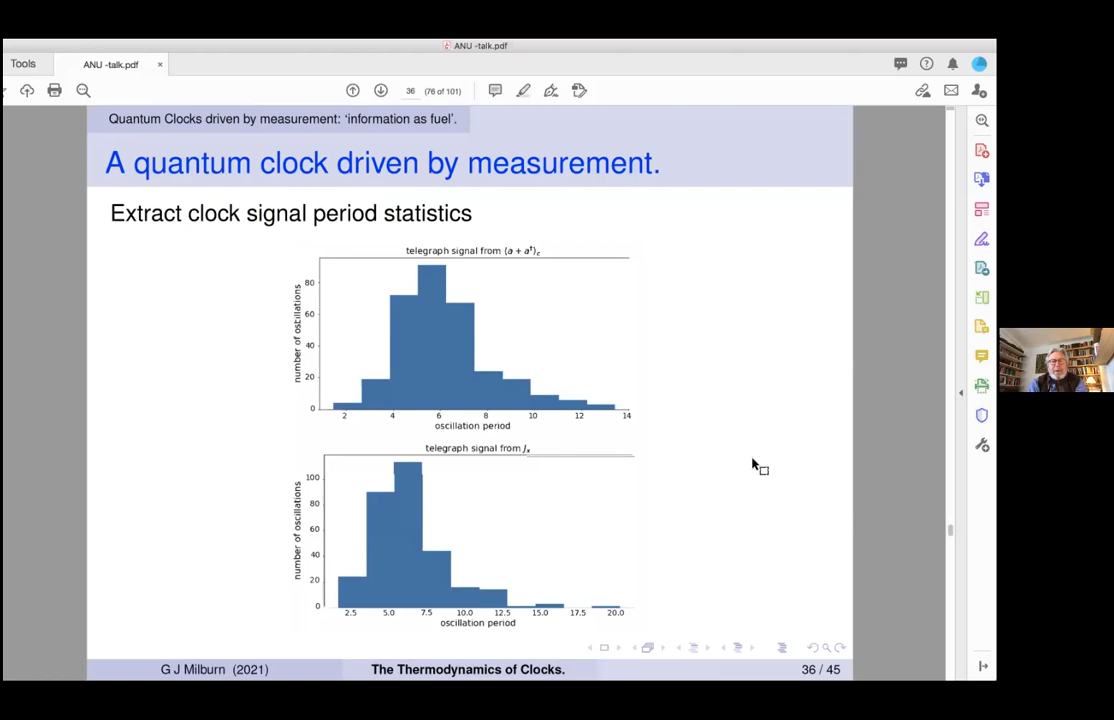 ANU -talk.pdf
Tools
ANU -talk.pdf ×
36 (76 of 101)
Quantum Clocks driven by measurement: ‘information as fuel’.
A quantum clock driven by measurement.
Extract clock signal period statistics
telegraph signal from ⟨a + a†⟩c
number of oscillations
80
60
40
20
0
2 4 6 8 10 12 14
oscillation period
telegraph signal from Jx
number of oscillations
100
80
60
40
20
0
2.5 5.0 7.5 10.0 12.5 15.0 17.5 20.0
oscillation period
G J Milburn (2021) The Thermodynamics of Clocks. 36 / 45